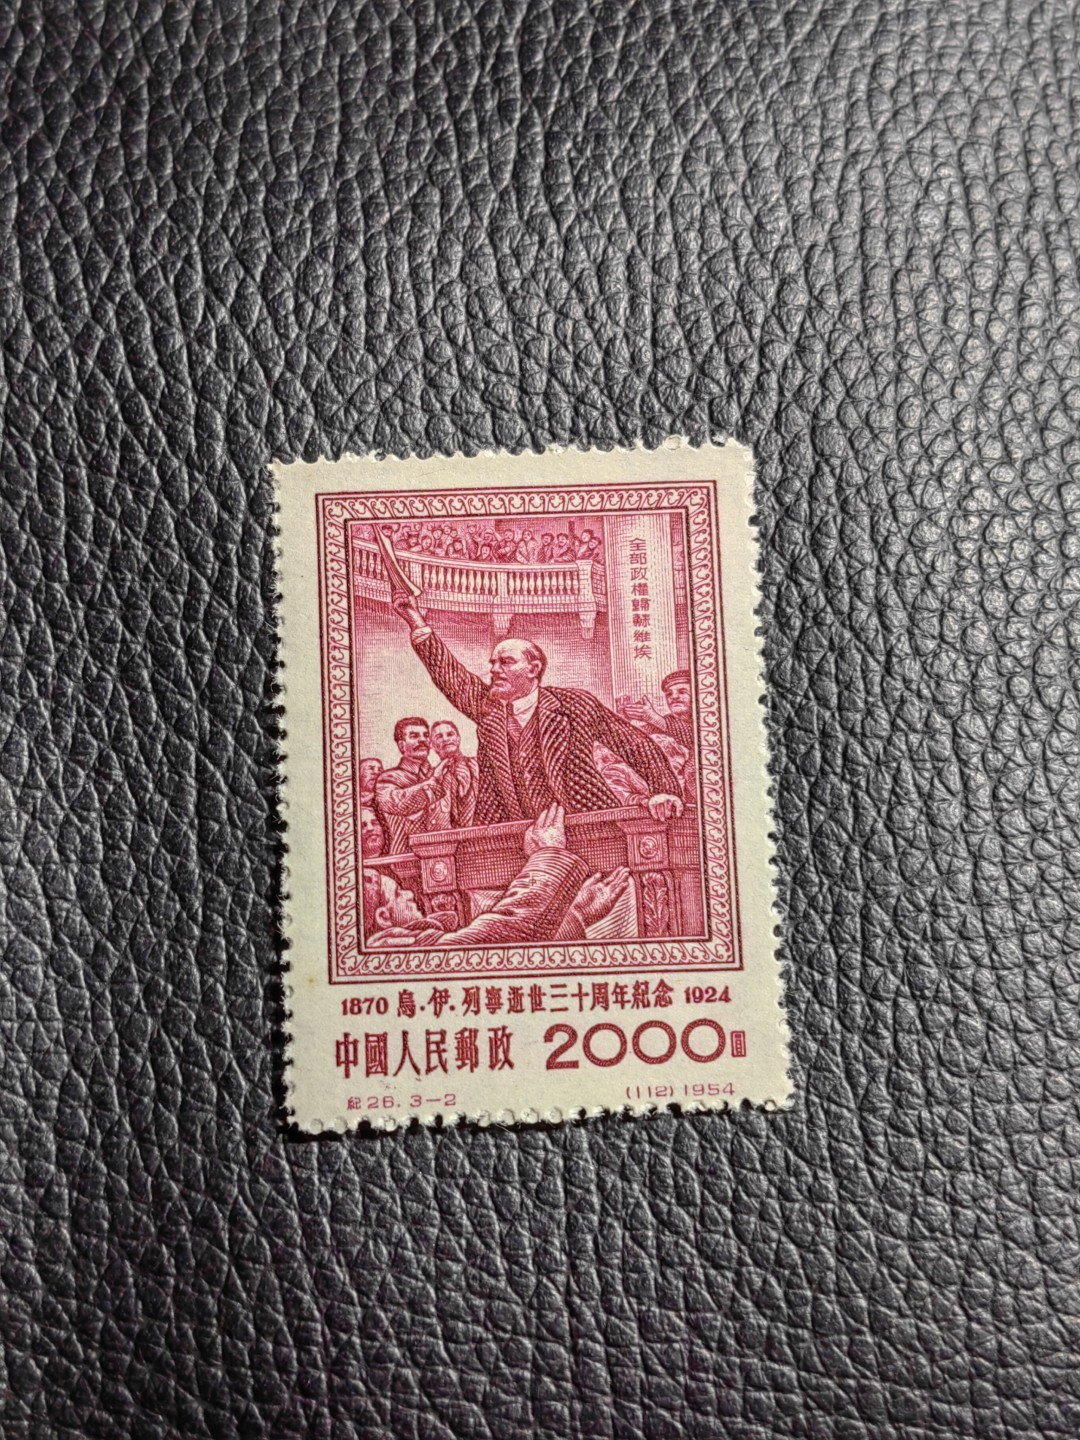 全部政權歸蘇維埃
1870 烏·伊·列寧逝世三十周年紀念 1924
中國人民郵政 2000圓
紀26.3-2 (112)1954